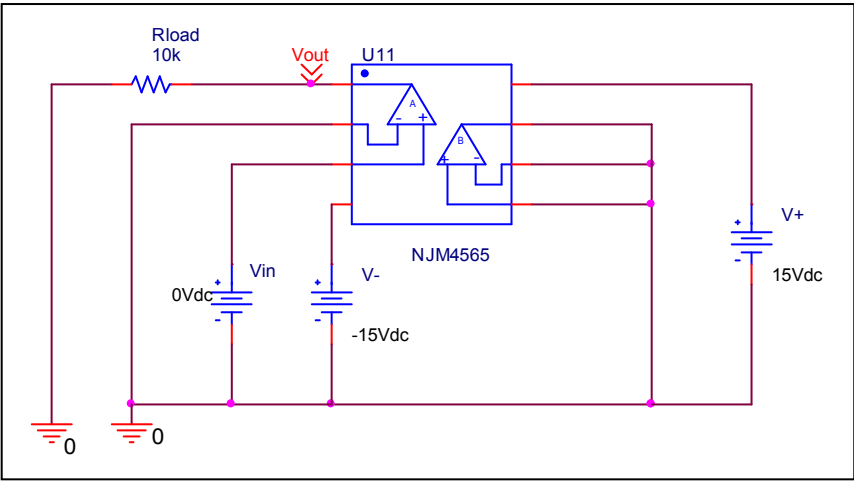 Rload
10k
Vout
U11
A
-
+
B
+
-
NJM4565
V+
+
-
15Vdc
Vin
+
-
0Vdc
V-
+
-
-15Vdc
0
0